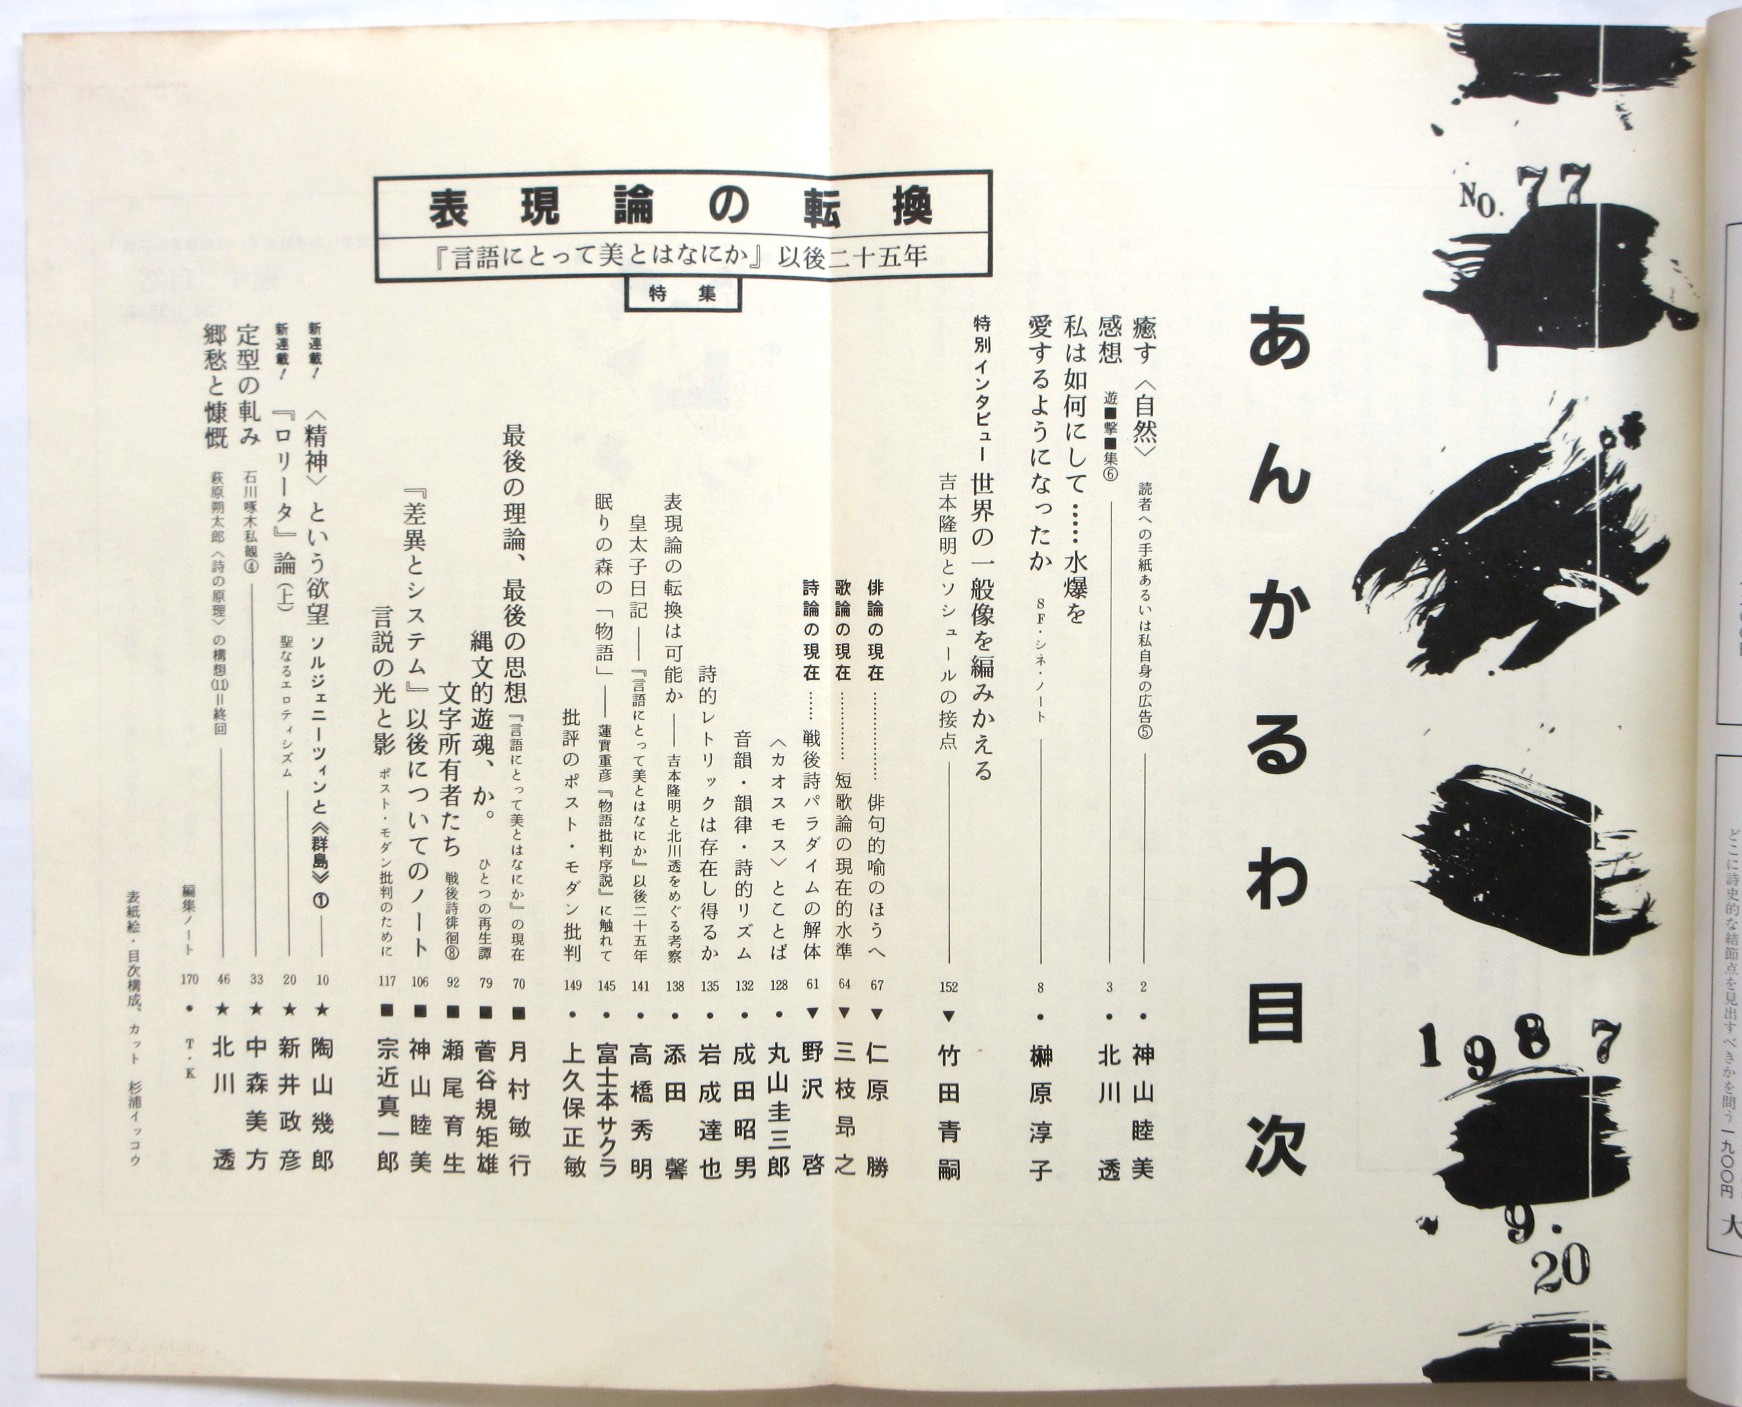 No. 77
1987
9. 20
あんかるわ目次
癒す〈自然〉 読者への手紙あるいは私自身の広告⑤ 2 ・ 神山睦美
感想 遊■撃■集⑥ 3 ・ 北川 透
私は如何にして……水爆を
愛するようになったか SF・シネ・ノート 8 ・ 榊原淳子
表現論の転換
『言語にとって美とはなにか』以後二十五年
特集
特別インタビュー 世界の一般像を編みかえる
吉本隆明とソシュールの接点 152 ▼ 竹田青嗣
俳論の現在………… 俳句的喩のほうへ 67 ▼ 仁原 勝
歌論の現在………… 短歌論の現在的水準 64 ▼ 三枝昻之
詩論の現在…… 戦後詩パラダイムの解体 61 ▼ 野沢 啓
〈カオスモス〉とことば 128 ・ 丸山圭三郎
音韻・韻律・詩的リズム 132 ・ 成田昭男
詩的レトリックは存在し得るか 135 ・ 岩成達也
表現論の転換は可能か――吉本隆明と北川透をめぐる考察 138 ・ 添田 馨
皇太子日記――『言語にとって美とはなにか』以後二十五年 141 ・ 高橋秀明
眠りの森の「物語」――蓮實重彦『物語批判序説』に触れて 145 ・ 富士本サクラ
批評のポスト・モダン批判 149 ・ 上久保正敏
最後の理論、最後の思想 『言語にとって美とはなにか』の現在 70 ■ 月村敏行
縄文的遊魂、か。 ひとつの再生譚 79 ■ 菅谷規矩雄
文字所有者たち 戦後詩徘徊⑧ 92 ■ 瀬尾育生
『差異とシステム』以後についてのノート 106 ■ 神山睦美
言説の光と影 ポスト・モダン批判のために 117 ■ 宗近真一郎
新連載! 〈精神〉という欲望 ソルジェニーツィンと《群島》① 10 ★ 陶山幾郎
新連載! 『ロリータ』論(上) 聖なるエロティシズム 20 ★ 新井政彦
定型の軋み 石川啄木私観④ 33 ★ 中森美方
郷愁と慷慨 萩原朔太郎〈詩の原理〉の構想(11)=終回 46 ★ 北川 透
編集ノート 170 ・ T・K
表紙絵・目次構成、カット 杉浦イッコウ
どこに詩史的な結節点を見出すべきかを問う 一九〇〇円
大